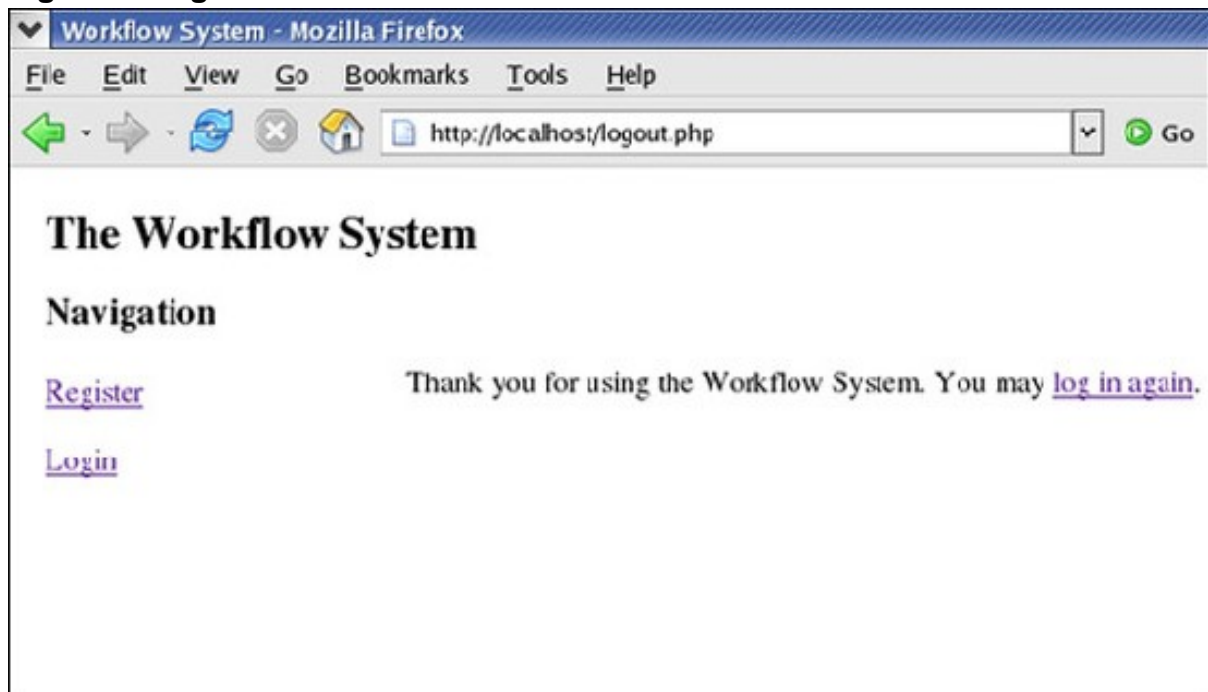 Workflow System - Mozilla Firefox
File Edit View Go Bookmarks Tools Help
http://localhost/logout.php Go
The Workflow System
Navigation
Register
Thank you for using the Workflow System. You may log in again.
Login